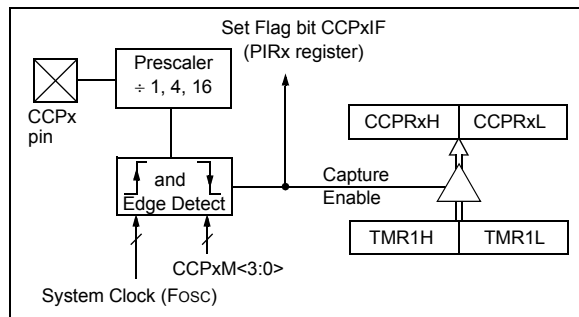 Set Flag bit CCPxIF
(PIRx register)
Prescaler
÷ 1, 4, 16
CCPx
pin
CCPRxH
CCPRxL
and
Edge Detect
Capture
Enable
TMR1H
TMR1L
CCPxM<3:0>
System Clock (FOSC)